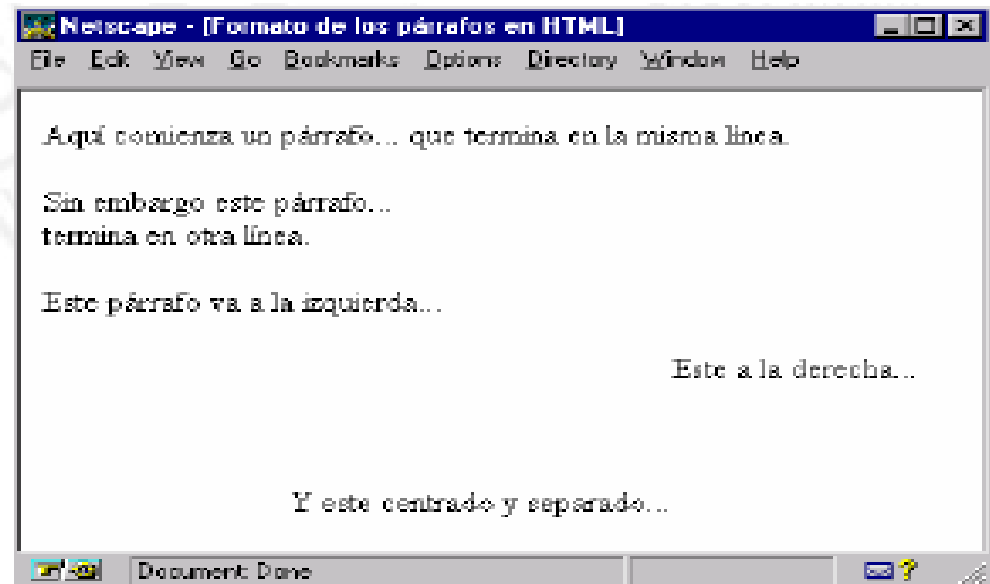 Netscape - [Formato de los párrafos en HTML]
File Edit View Go Bookmarks Options Directory Window Help
Aquí comienza un párrafo... que termina en la misma línea.
Sin embargo este párrafo...
termina en otra línea.
Este párrafo va a la izquierda...
Este a la derecha...
Y este centrado y separado...
Document: Done